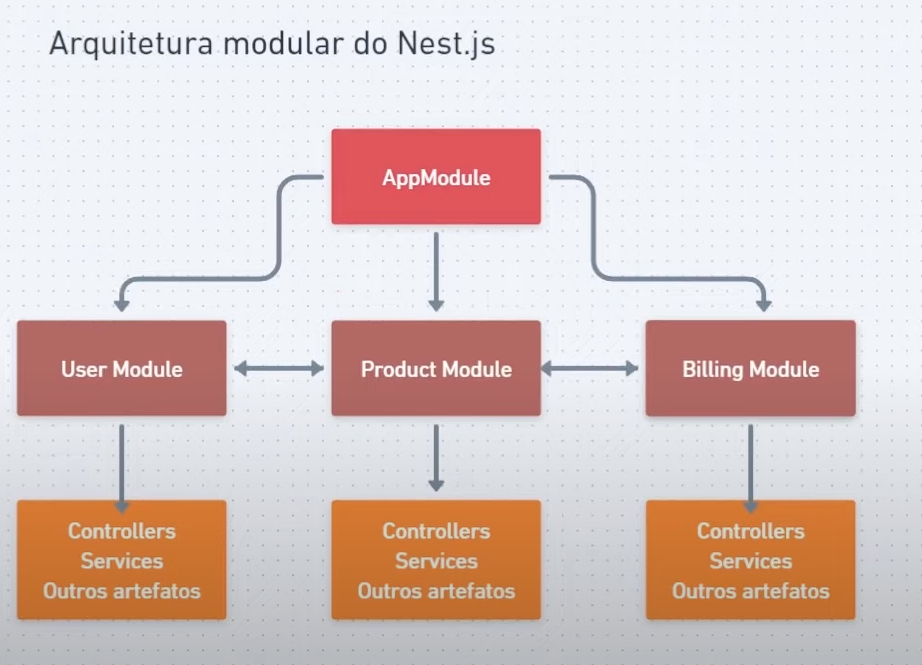 Arquitetura modular do Nest.js
AppModule
User Module
Product Module
Billing Module
Controllers
Services
Outros artefatos
Controllers
Services
Outros artefatos
Controllers
Services
Outros artefatos